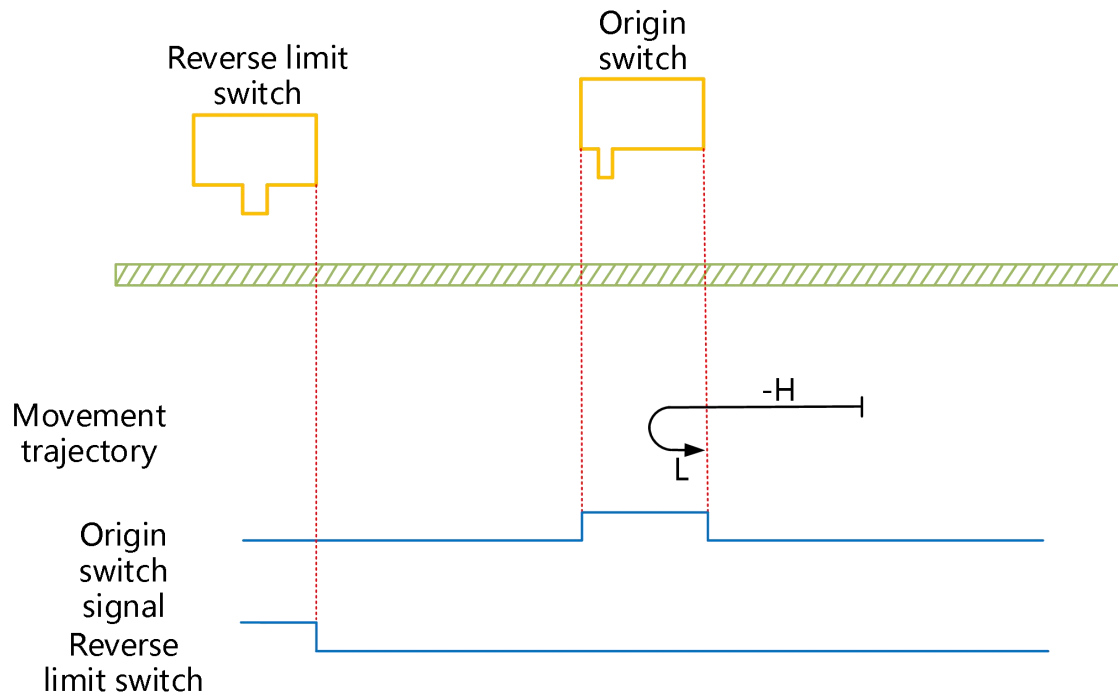 Origin
switch
Reverse limit
switch
-H
Movement
trajectory
L
Origin
switch
signal
Reverse
limit switch